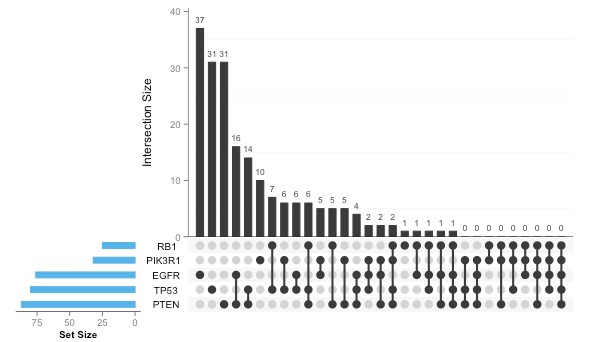 40
37
31 31
30
Intersection Size
20
16
14
10
10
7
6 6 6
5 5 5
4
2 2 2
1 1 1 1 1
0
0 0 0 0 0 0 0 0 0
RB1
PIK3R1
EGFR
TP53
PTEN
75 50 25 0
Set Size